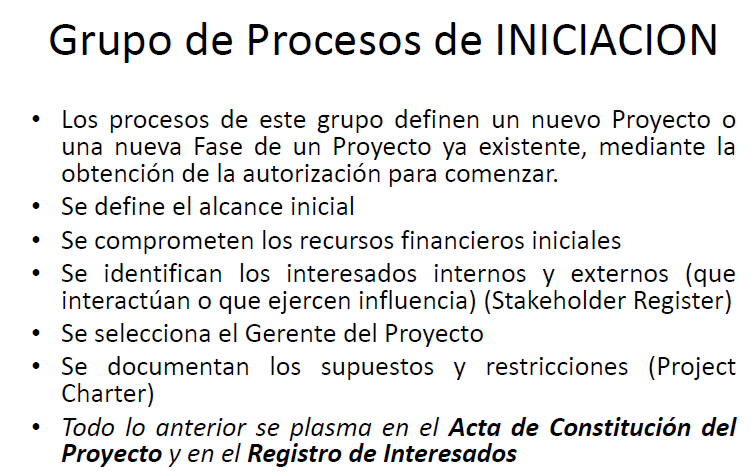 Grupo de Procesos de INICIACION
• Los procesos de este grupo definen un nuevo Proyecto o
una nueva Fase de un Proyecto ya existente, mediante la
obtención de la autorización para comenzar.
• Se define el alcance inicial
• Se comprometen los recursos financieros iniciales
• Se identifican los interesados internos y externos (que
interactúan o que ejercen influencia) (Stakeholder Register)
• Se selecciona el Gerente del Proyecto
• Se documentan los supuestos y restricciones (Project
Charter)
• Todo lo anterior se plasma en el Acta de Constitución del
Proyecto y en el Registro de Interesados